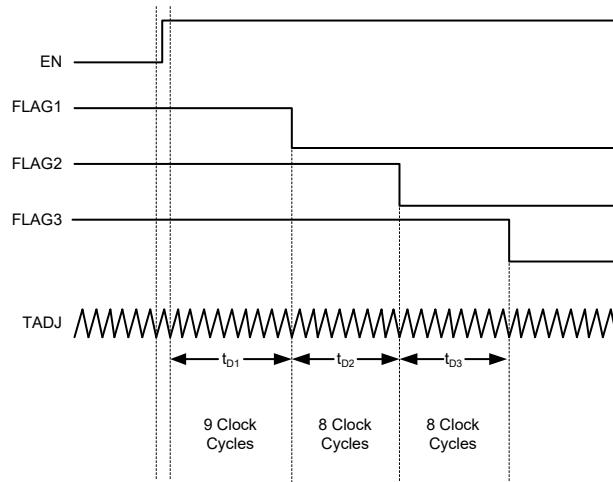 EN
FLAG1
FLAG2
FLAG3
TADJ
tD1 tD2 tD3
9 Clock 8 Clock 8 Clock
Cycles Cycles Cycles